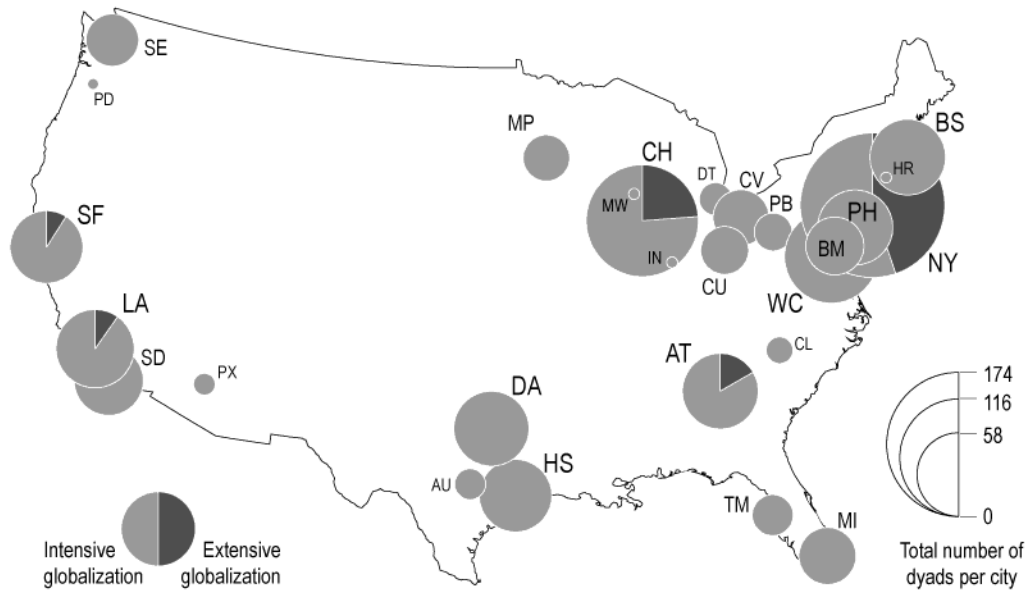 SE
PD
MP
CH
DT
CV
BS
HR
MW
PB
PH
SF
IN
BM
CU
WC
NY
LA
SD
PX
AT
CL
DA
174
116
58
0
HS
AU
TM
MI
Intensive
globalization
Extensive
globalization
Total number of
dyads per city